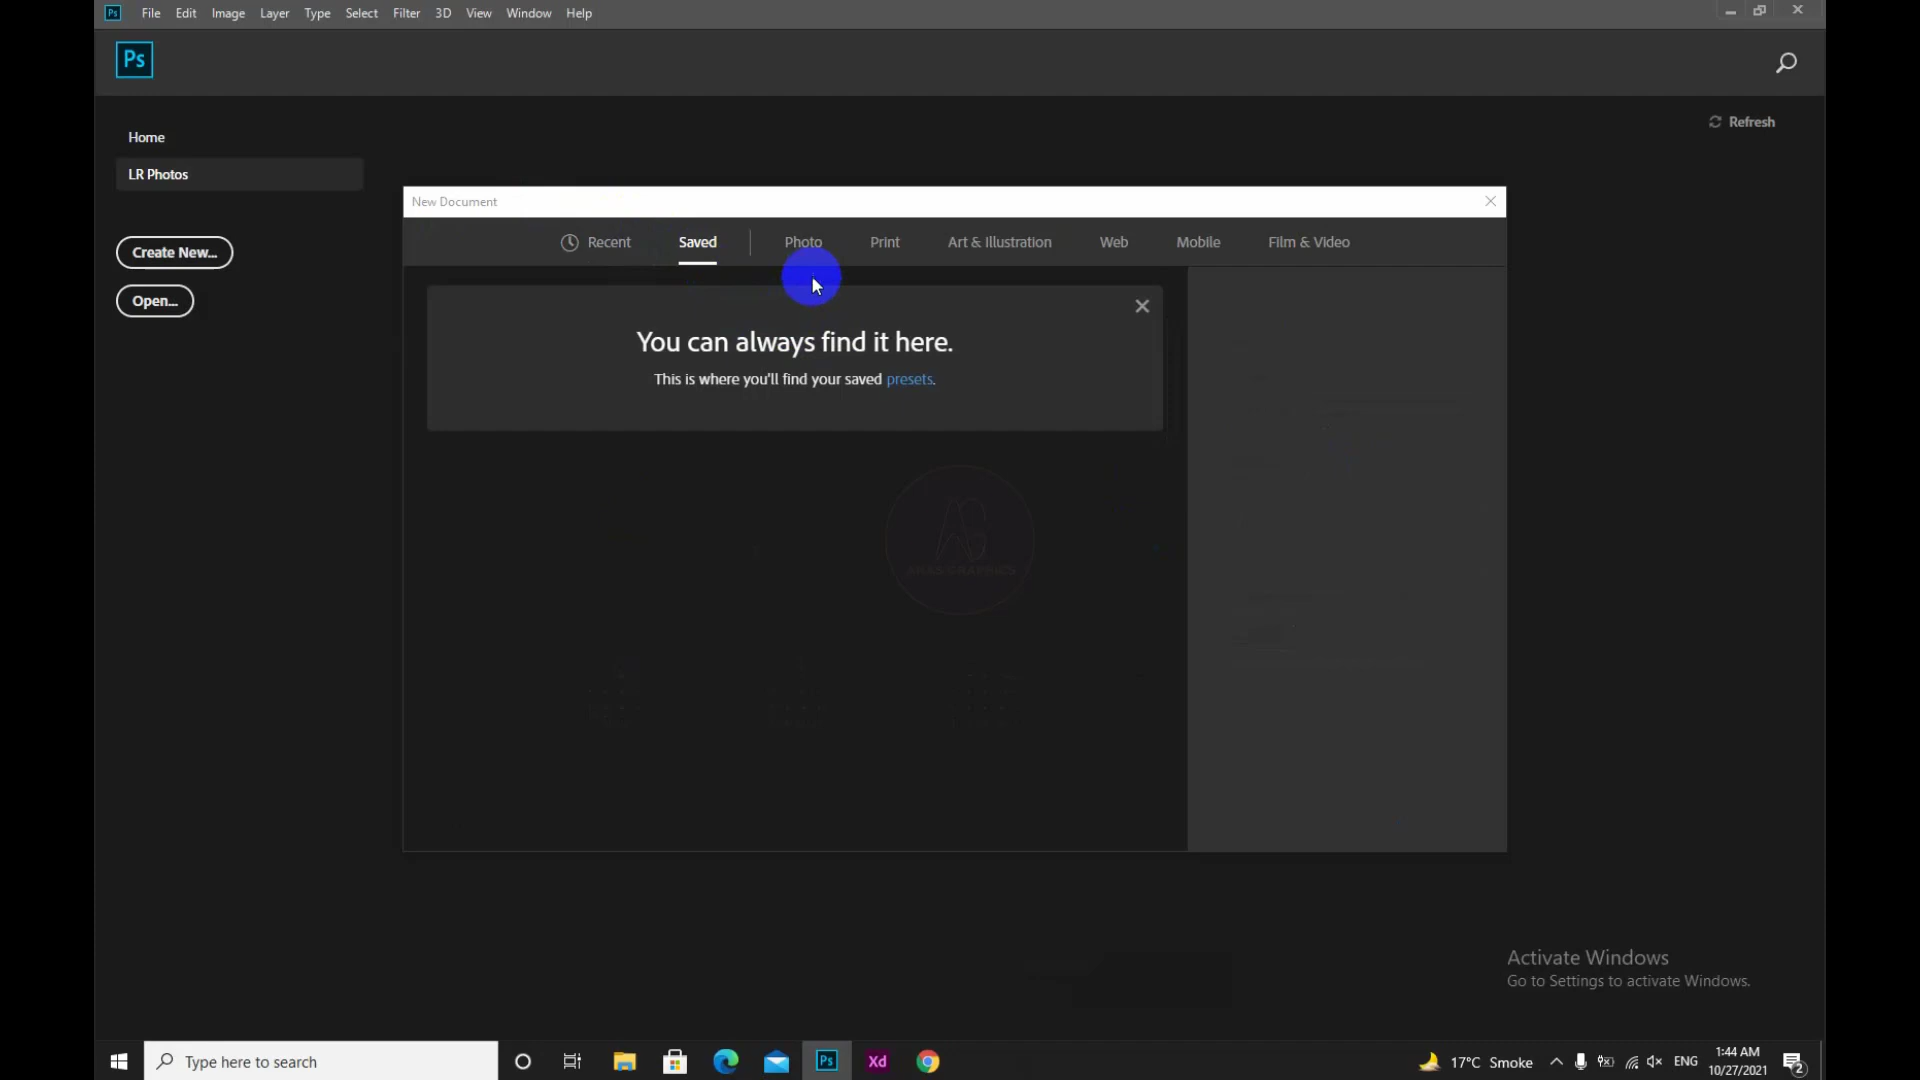 Ps File Edit Image Layer Type Select Filter 3D View Window Help
Ps
Refresh
Home
LR Photos
New Document
Create New...
Open...
Recent Saved Photo Print Art & Illustration Web Mobile Film & Video
You can always find it here.
This is where you'll find your saved presets.
GRAPHICS
Activate Windows
Go to Settings to activate Windows.
Type here to search
Ps
Xd
17°C Smoke
ENG
1:44 AM
10/27/2021
2